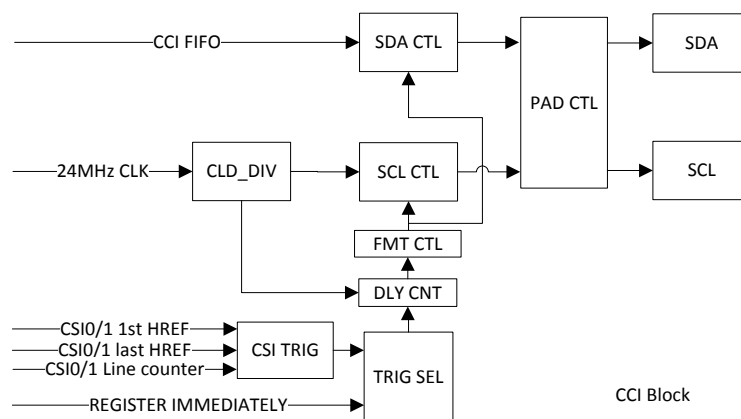 CCI FIFO
SDA CTL
SDA
PAD CTL
24MHz CLK
CLD_DIV
SCL CTL
SCL
FMT CTL
DLY CNT
CSI0/1 1st HREF
CSI0/1 last HREF
CSI0/1 Line counter
CSI TRIG
TRIG SEL
REGISTER IMMEDIATELY
CCI Block